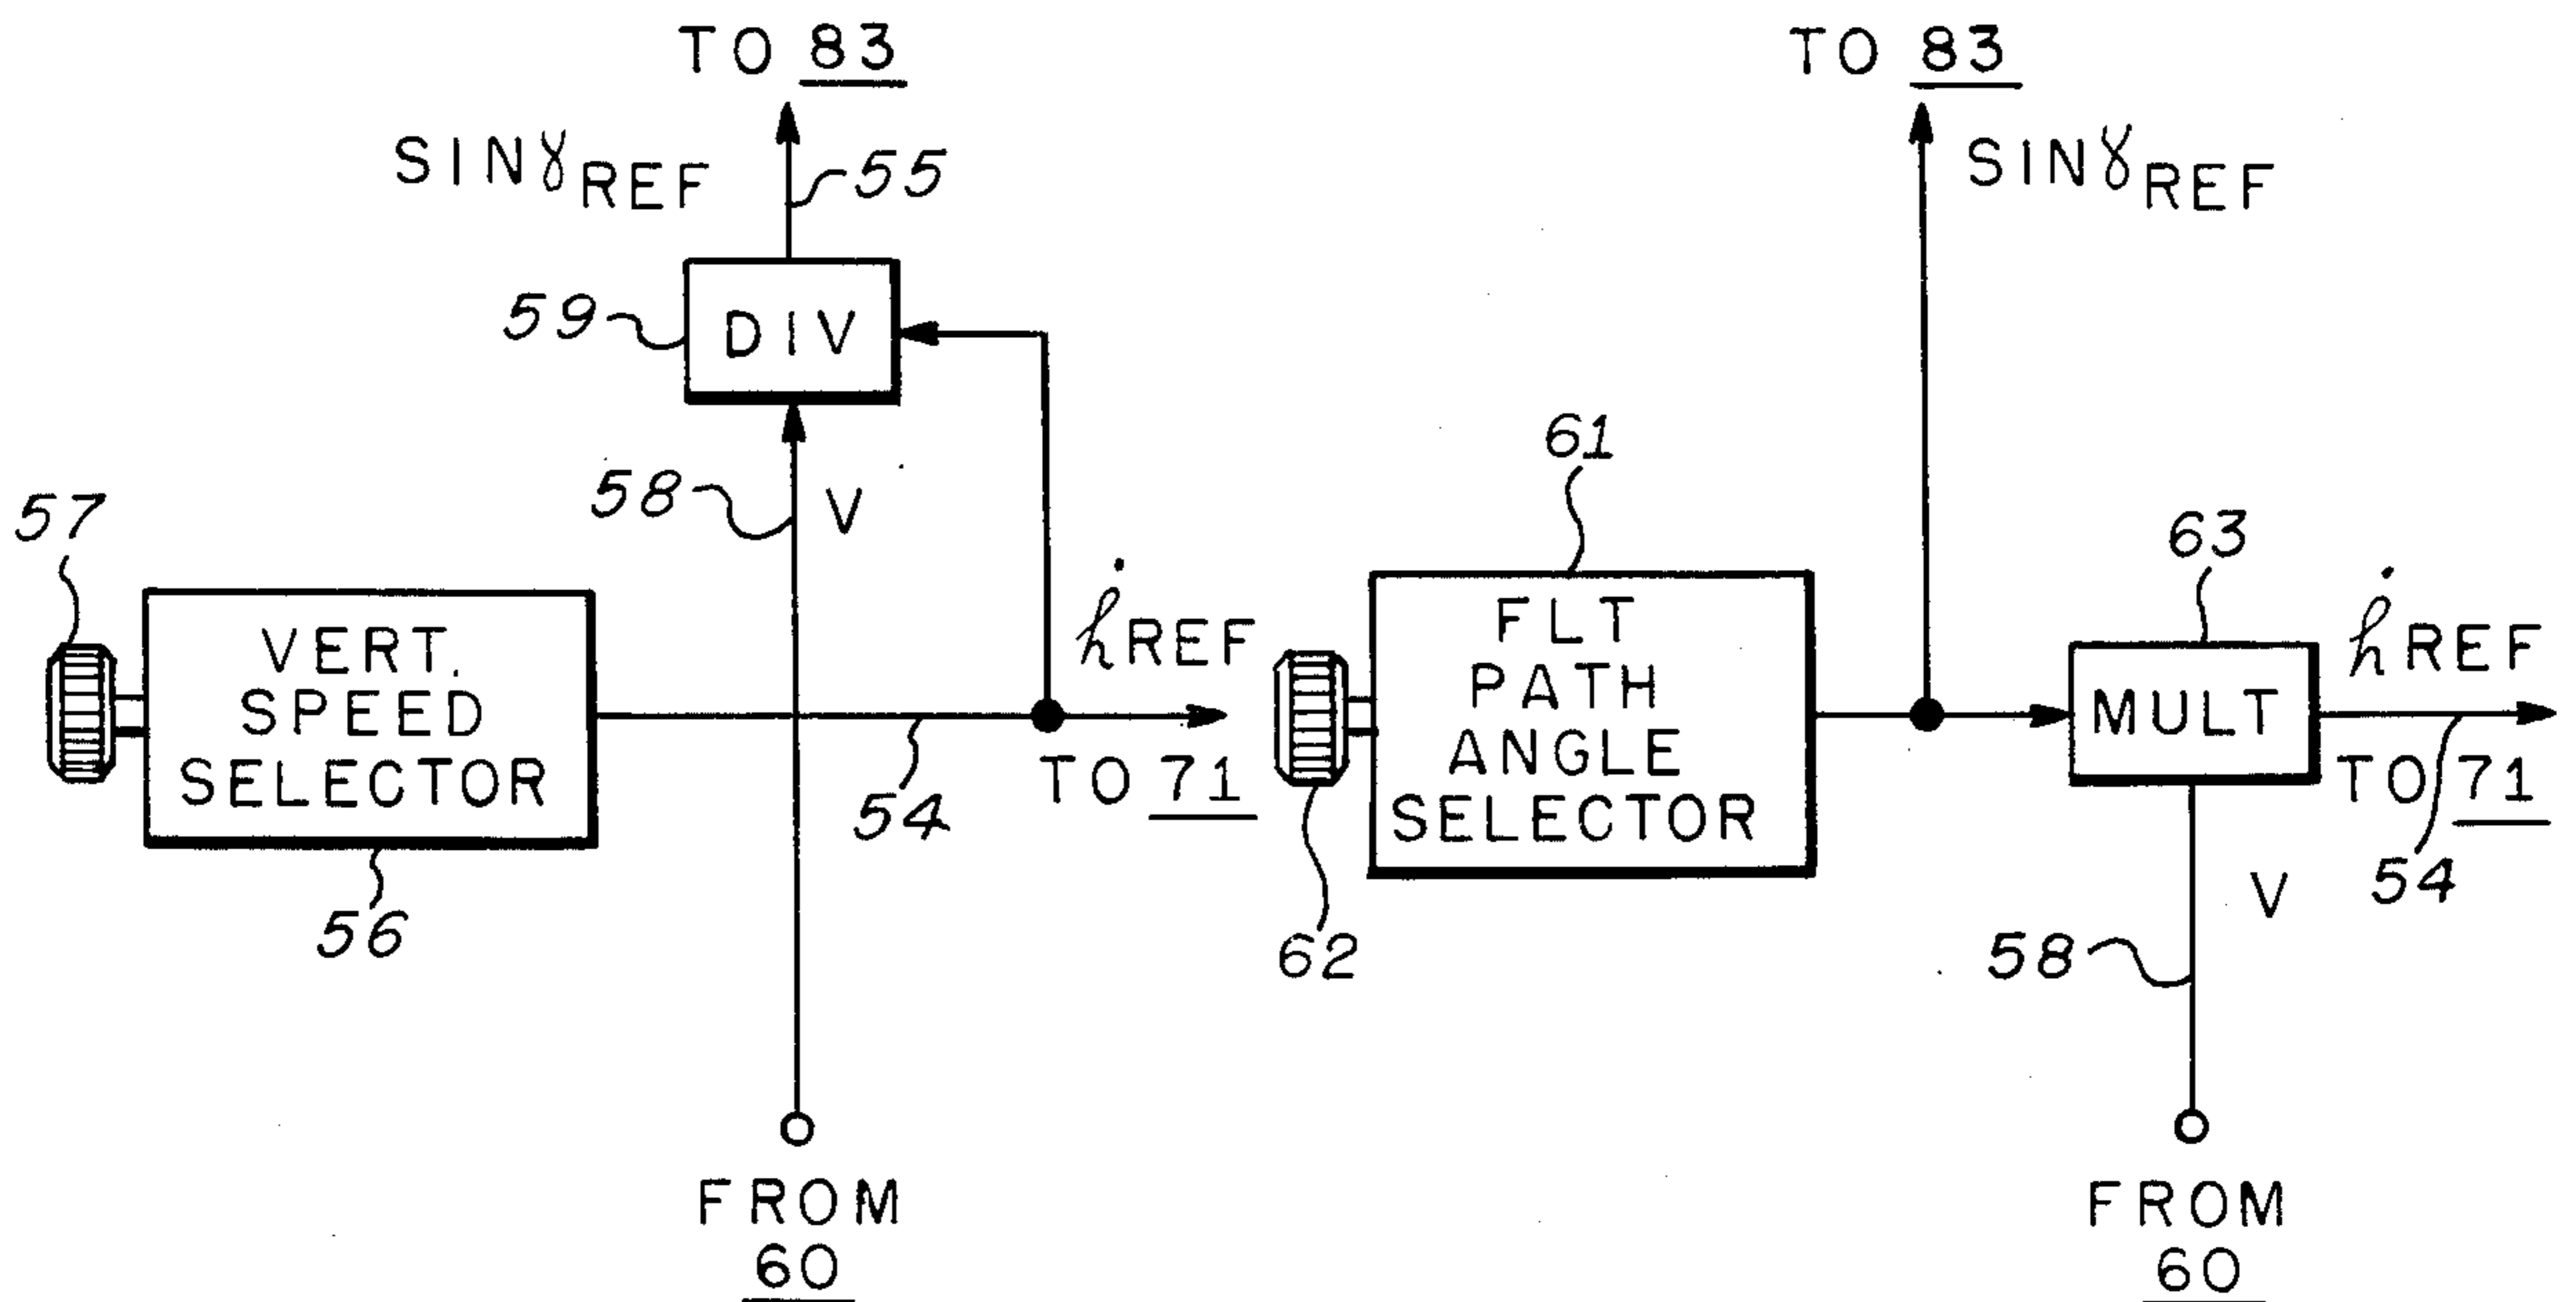 TO 83
SINγREF
55
59
DIV
58
V
57
VERT.
SPEED
SELECTOR
56
ḣREF
54
TO 71
FROM
60
TO 83
SINγREF
61
FLT
PATH
ANGLE
SELECTOR
62
63
MULT
ḣREF
TO 71
54
V
58
FROM
60